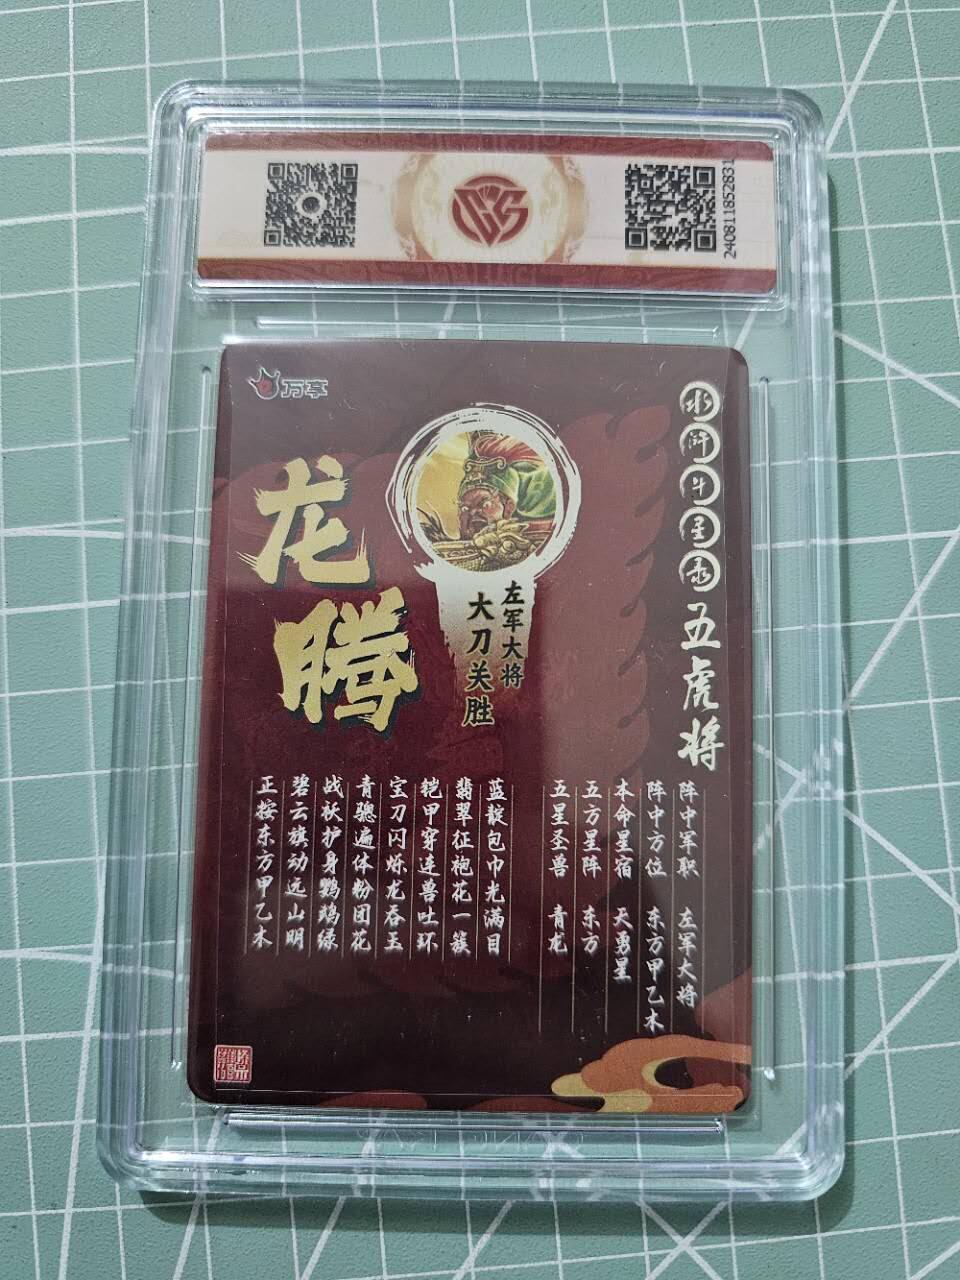 240811852831
万享
水浒斗星录 五虎将
龙腾
左军大将
大刀关胜
阵中军职 左军大将
阵中方位 东方甲乙木
本命星宿 天勇星
五方星阵 东方
五星圣兽 青龙
蓝靛包巾光满目
翡翠征袍花一簇
铠甲穿连兽吐环
宝刀闪烁龙吞玉
青骢遍体粉团花
战袄护身鹦鹉绿
碧云旗动远山明
正按东方甲乙木